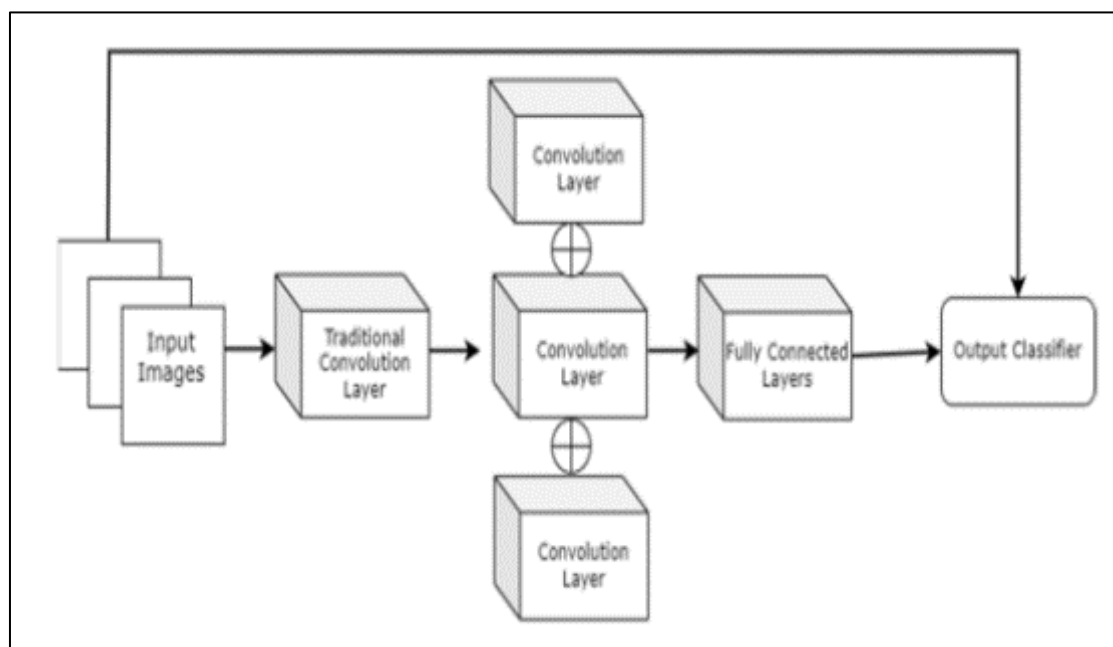 Convolution
Layer
Input
Images
Traditional
Convolution
Layer
Convolution
Layer
Fully Connected
Layers
Output Classifier
Convolution
Layer